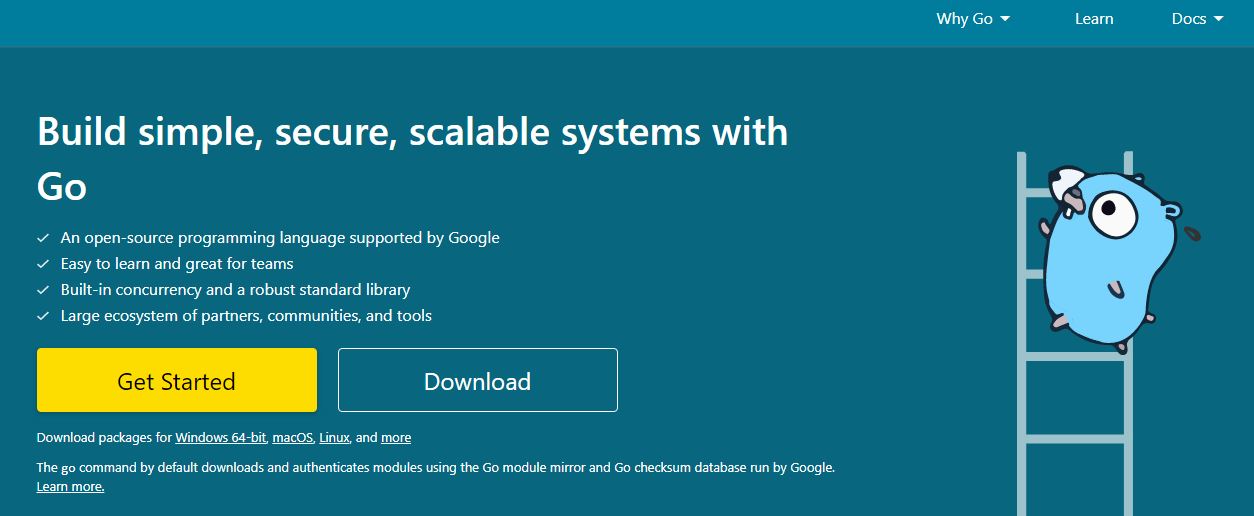 Why Go
Learn
Docs
Build simple, secure, scalable systems with
Go
An open-source programming language supported by Google
Easy to learn and great for teams
Built-in concurrency and a robust standard library
Large ecosystem of partners, communities, and tools
Get Started
Download
Download packages for Windows 64-bit, macOS, Linux, and more
The go command by default downloads and authenticates modules using the Go module mirror and Go checksum database run by Google.
Learn more.